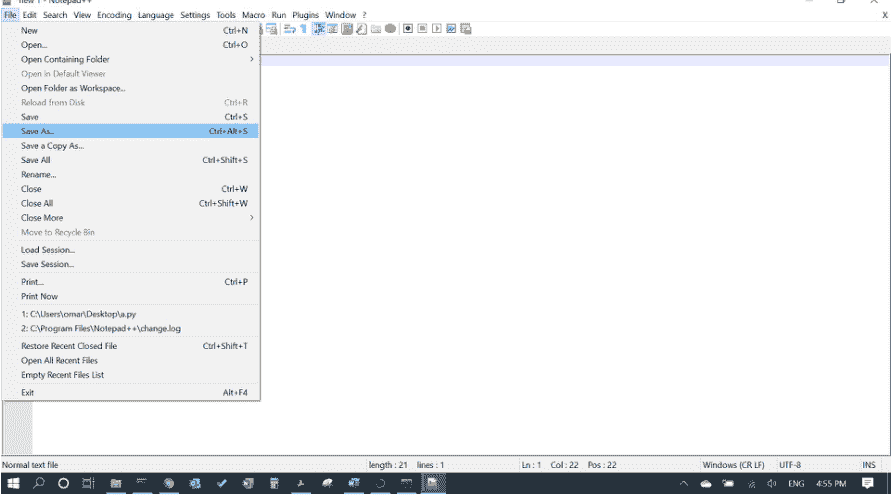 new 1 - Notepad++
File Edit Search View Encoding Language Settings Tools Macro Run Plugins Window ? X
New Ctrl+N
Open... Ctrl+O
Open Containing Folder >
Open in Default Viewer
Open Folder as Workspace...
Reload from Disk Ctrl+R
Save Ctrl+S
Save As... Ctrl+Alt+S
Save a Copy As...
Save All Ctrl+Shift+S
Rename...
Close Ctrl+W
Close All Ctrl+Shift+W
Close More >
Move to Recycle Bin
Load Session...
Save Session...
Print... Ctrl+P
Print Now
1: C:\Users\omar\Desktop\a.py
2: C:\Program Files\Notepad++\change.log
Restore Recent Closed File Ctrl+Shift+T
Open All Recent Files
Empty Recent Files List
Exit Alt+F4
Normal text file length : 21 lines : 1 Ln : 1 Col : 22 Pos : 22 Windows (CR LF) UTF-8 INS
ENG 4:55 PM